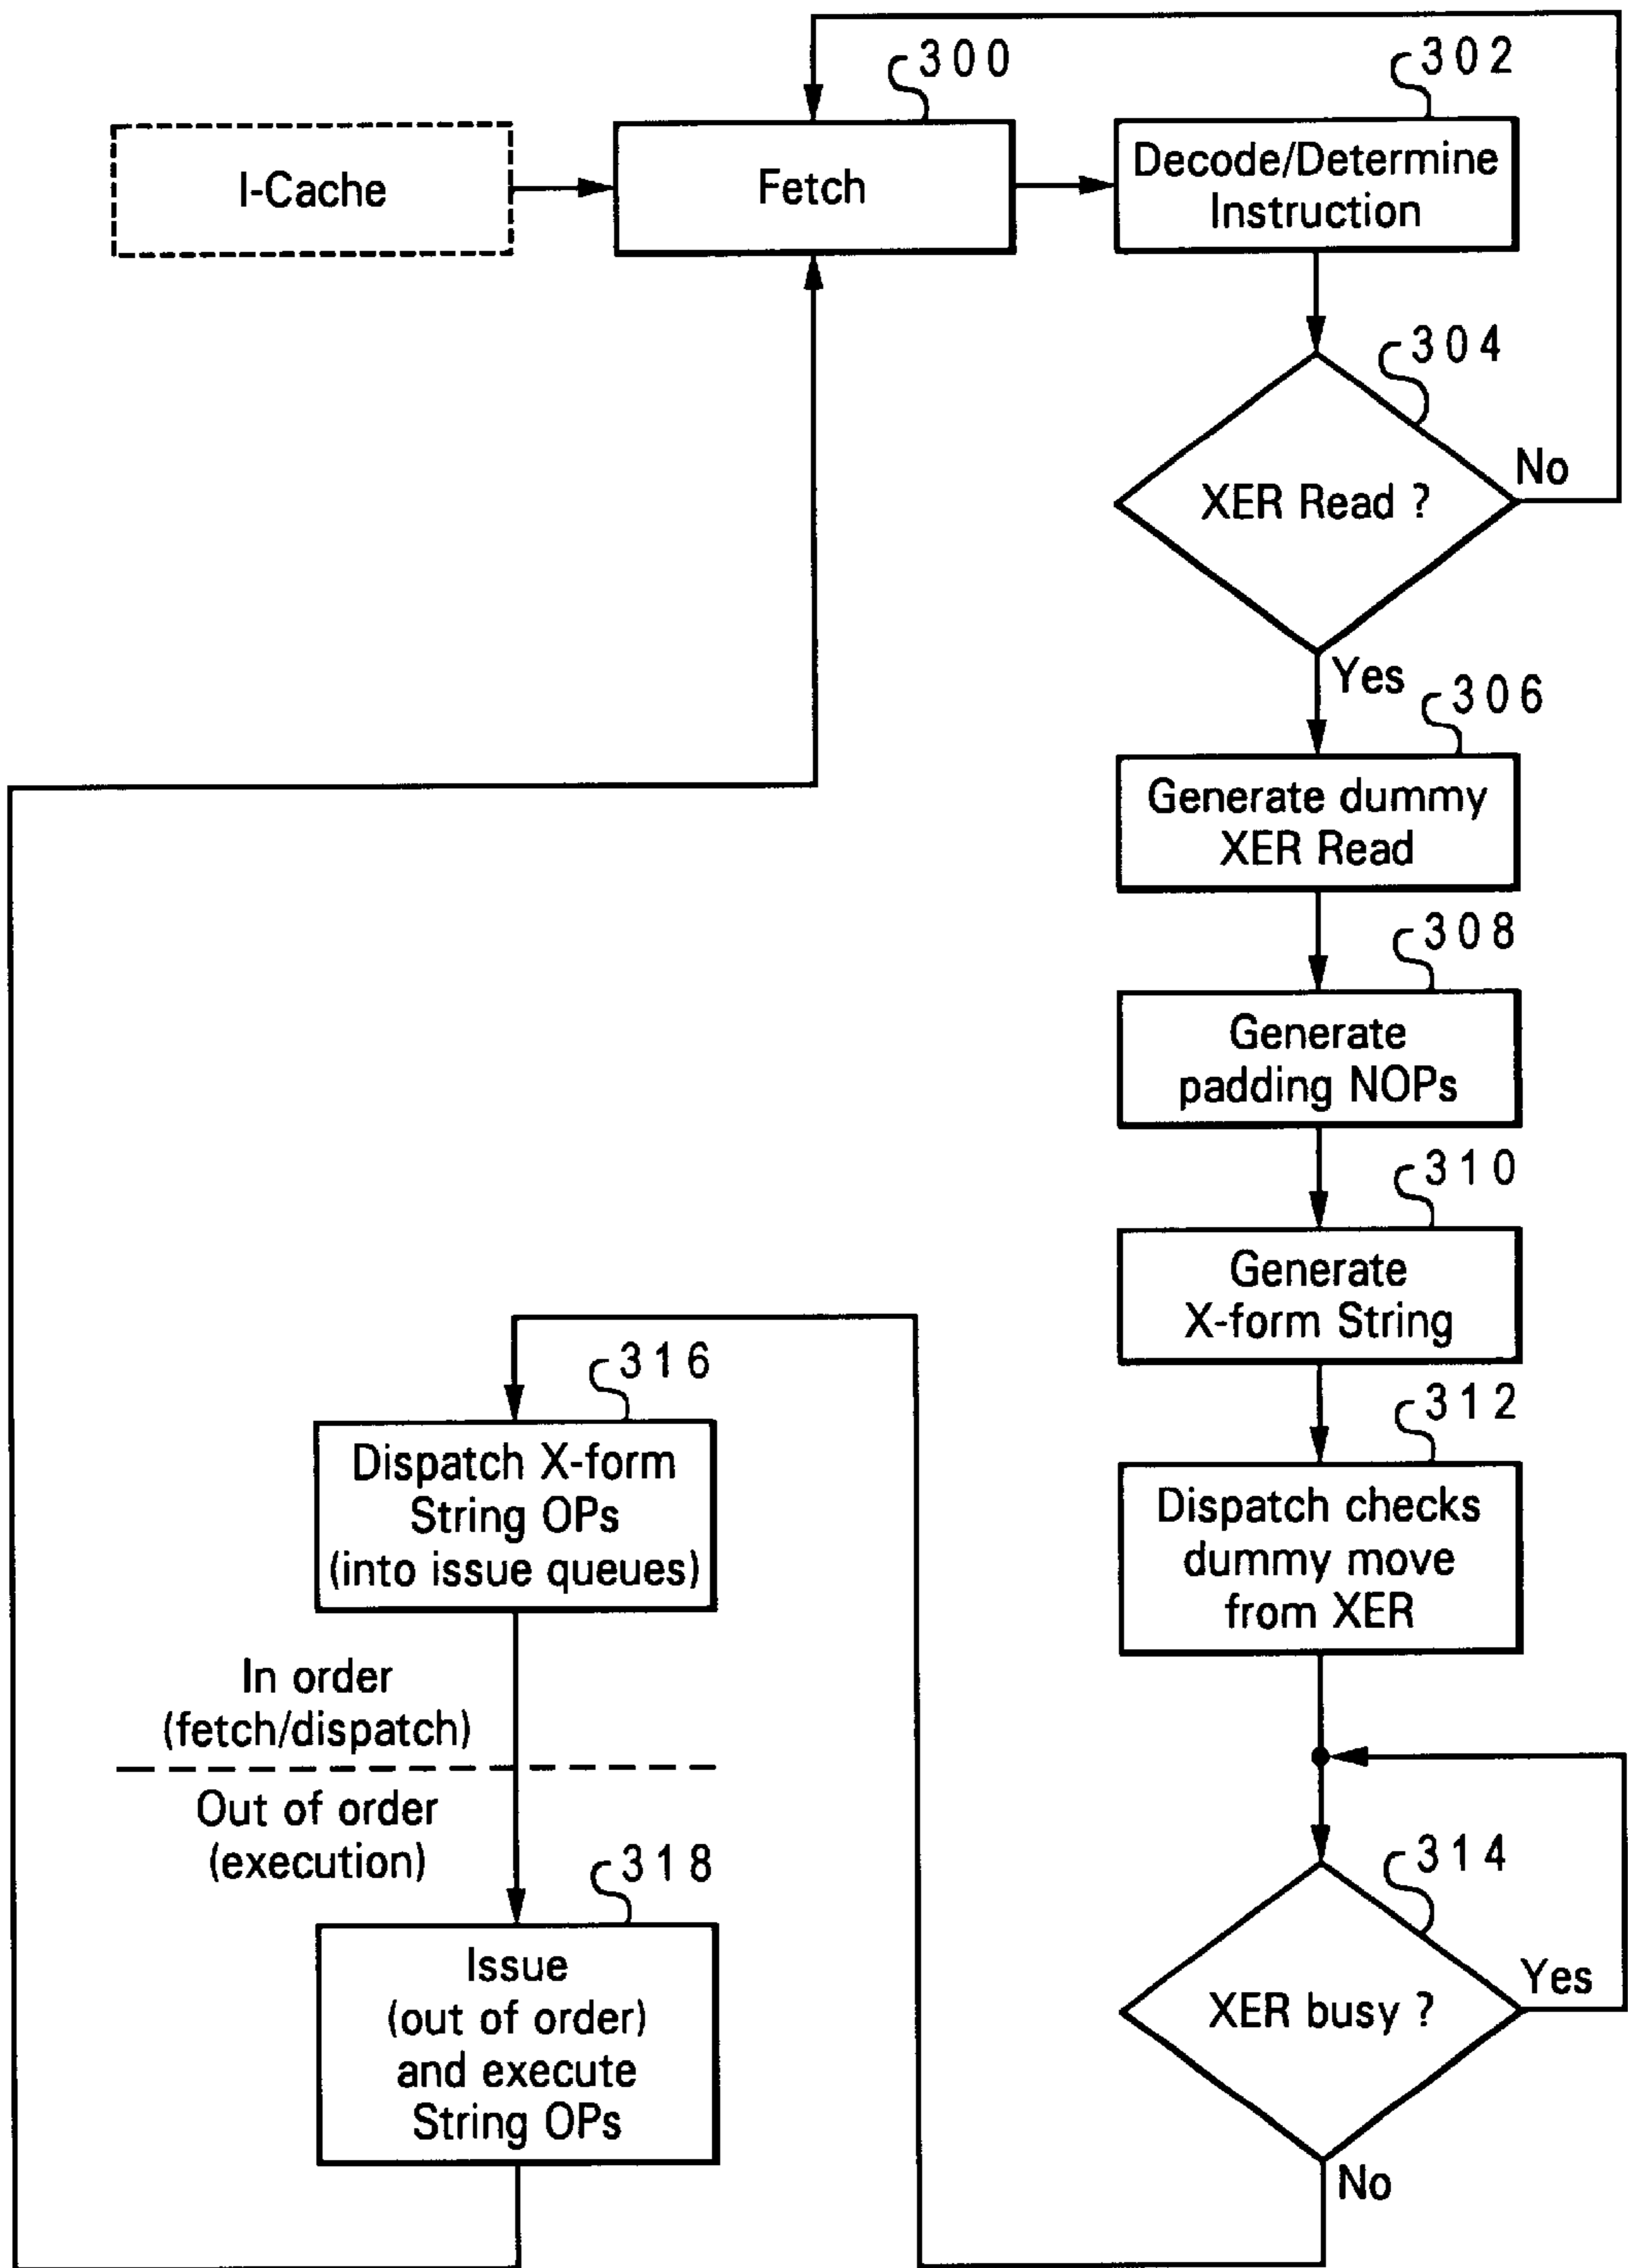 300
302
I-Cache
Fetch
Decode/Determine
Instruction
304
XER Read ?
No
Yes
306
Generate dummy
XER Read
308
Generate
padding NOPs
310
Generate
X-form String
312
Dispatch checks
dummy move
from XER
314
XER busy ?
Yes
No
316
Dispatch X-form
String OPs
(into issue queues)
In order
(fetch/dispatch)
Out of order
(execution)
318
Issue
(out of order)
and execute
String OPs